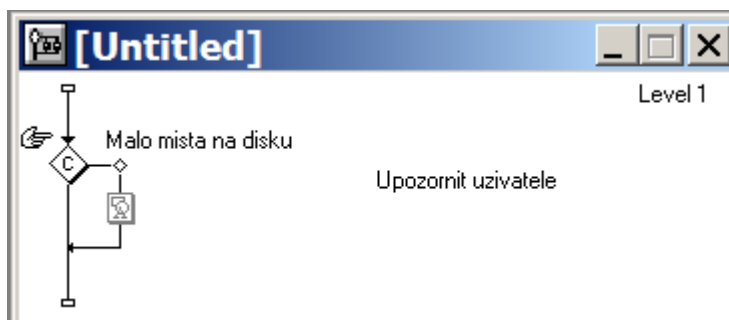 [Untitled]
Level 1
Malo mista na disku
C
Upozornit uzivatele